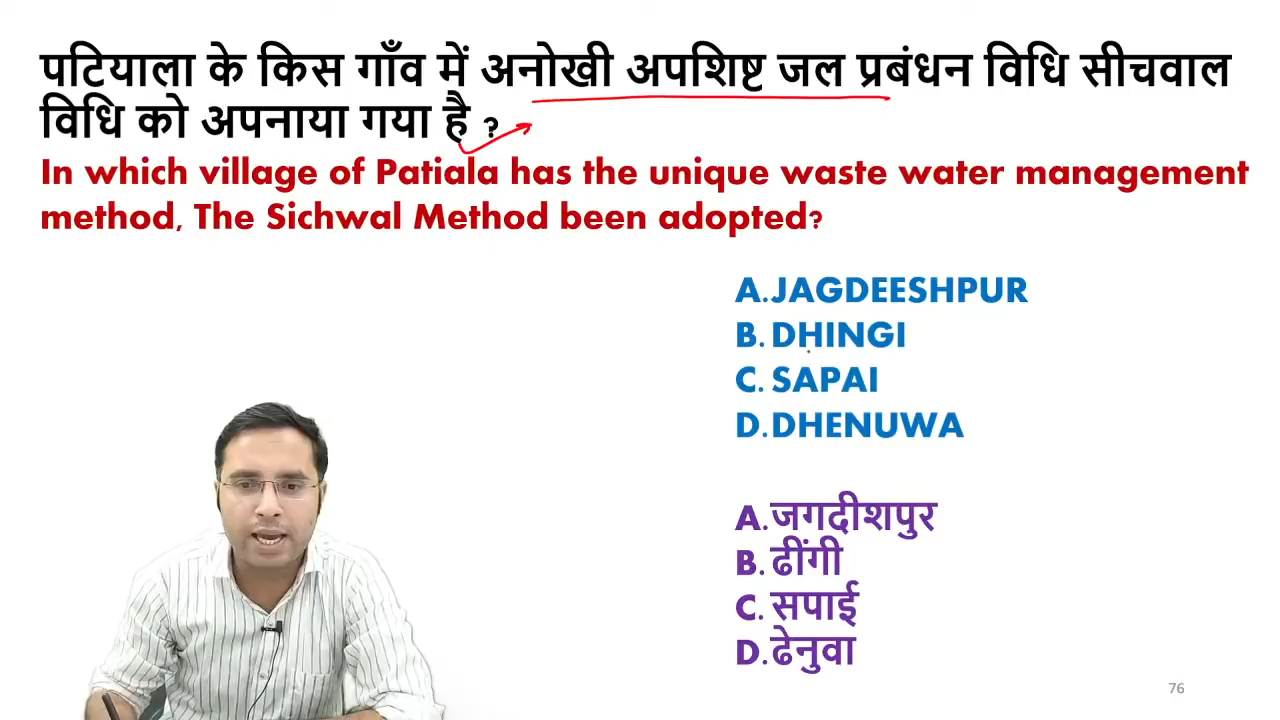 पटियाला के किस गाँव में अनोखी अपशिष्ट जल प्रबंधन विधि सीचवाल
विधि को अपनाया गया है ?
In which village of Patiala has the unique waste water management
method, The Sichwal Method been adopted?
A.JAGDEESHPUR
B. DHINGI
C. SAPAI
D.DHENUWA
A.जगदीशपुर
B. ढींगी
C. सपाई
D.ढेनुवा
76